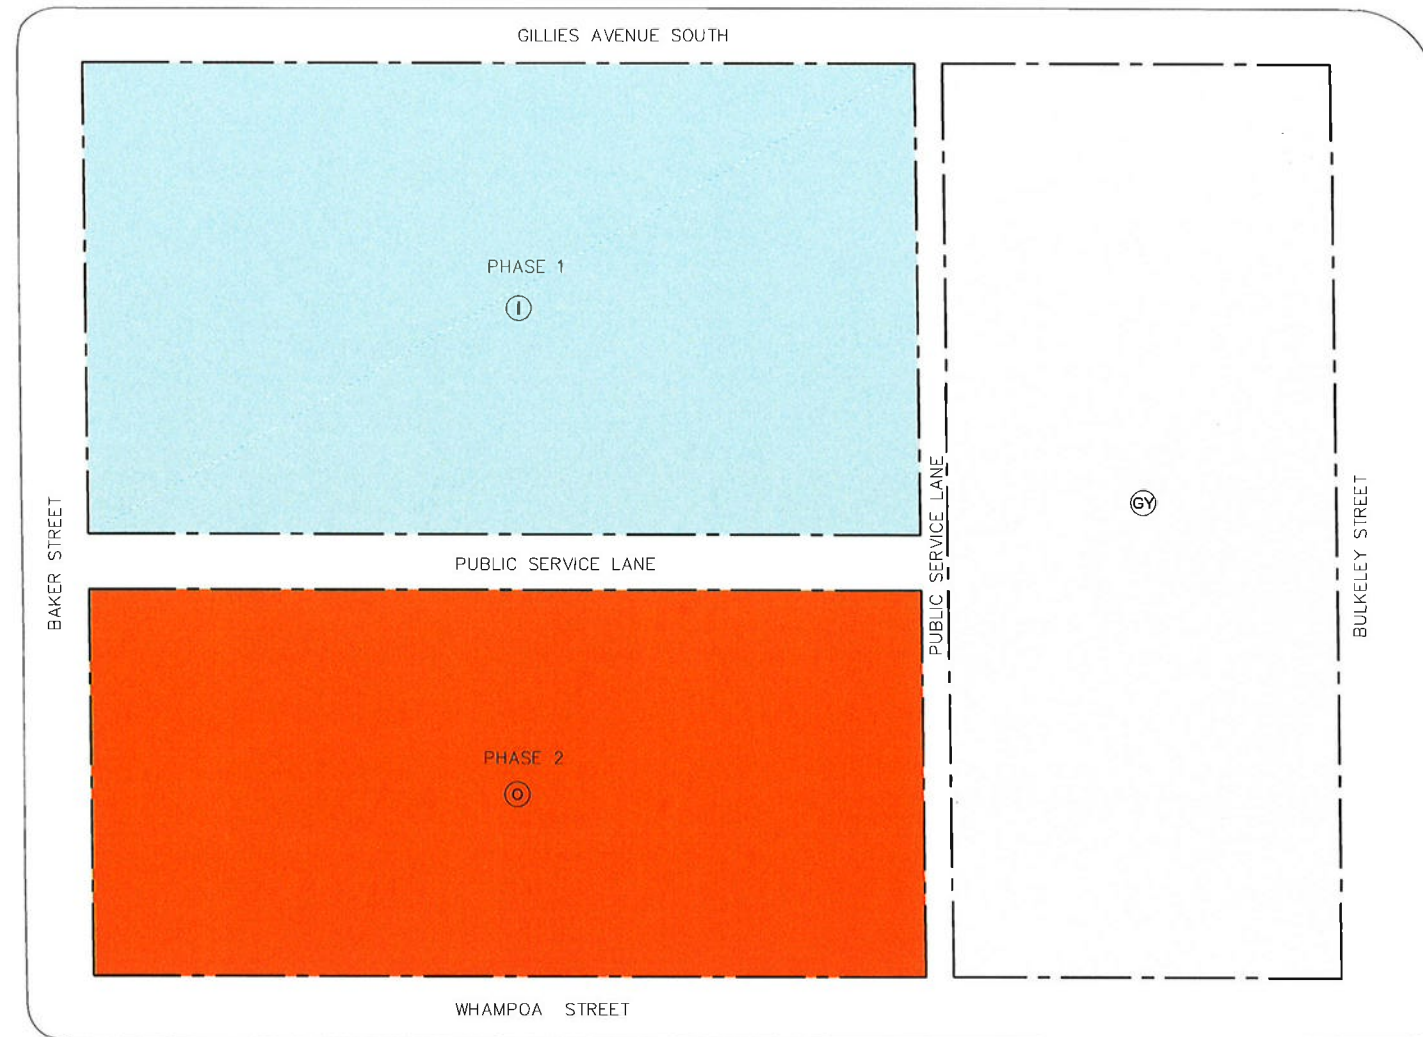 GILLIES AVENUE SOUTH
PHASE 1
I
BAKER STREET
PUBLIC SERVICE LANE
PUBLIC SERVICE LANE
GY
BULKELEY STREET
PHASE 2
O
WHAMPOA STREET